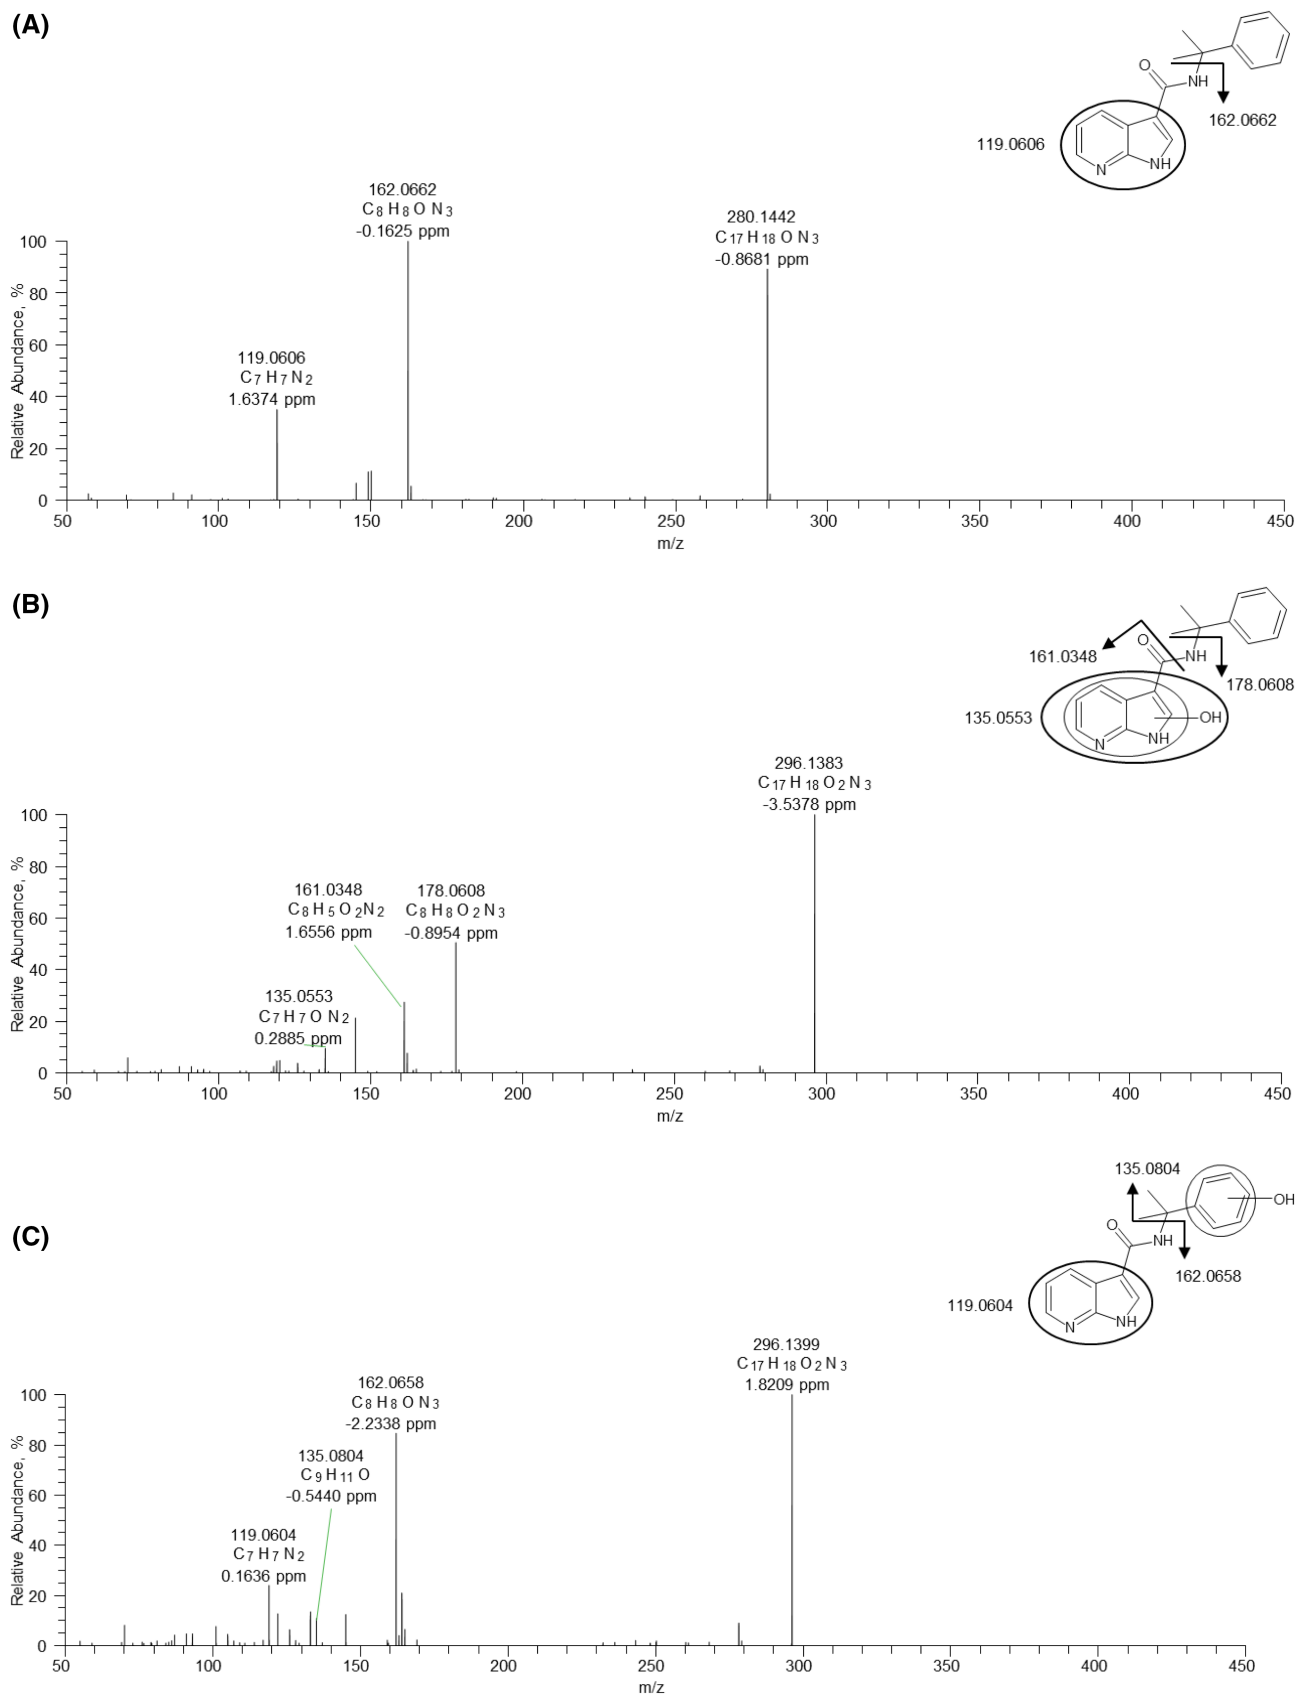 (A)
O
NH
162.0662
119.0606
N
NH
162.0662
C8H8ON3
-0.1625 ppm
280.1442
C17H18ON3
-0.8681 ppm
119.0606
C7H7N2
1.6374 ppm
Relative Abundance, %
100
80
60
40
20
0
50 100 150 200 250 300 350 400 450
m/z
(B)
O
NH
161.0348
178.0608
135.0553
OH
N
NH
296.1383
C17H18O2N3
-3.5378 ppm
161.0348
C8H5O2N2
1.6556 ppm
178.0608
C8H8O2N3
-0.8954 ppm
135.0553
C7H7ON2
0.2885 ppm
Relative Abundance, %
100
80
60
40
20
0
50 100 150 200 250 300 350 400 450
m/z
(C)
135.0804
OH
O
NH
162.0658
119.0604
N
NH
296.1399
C17H18O2N3
1.8209 ppm
162.0658
C8H8ON3
-2.2338 ppm
135.0804
C9H11O
-0.5440 ppm
119.0604
C7H7N2
0.1636 ppm
Relative Abundance, %
100
80
60
40
20
0
50 100 150 200 250 300 350 400 450
m/z